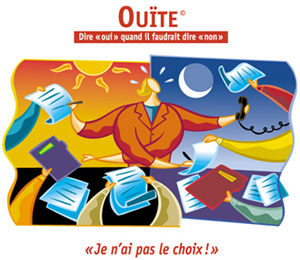 OUÏTE©
Dire « oui » quand il faudrait dire « non »
« Je n'ai pas le choix ! »